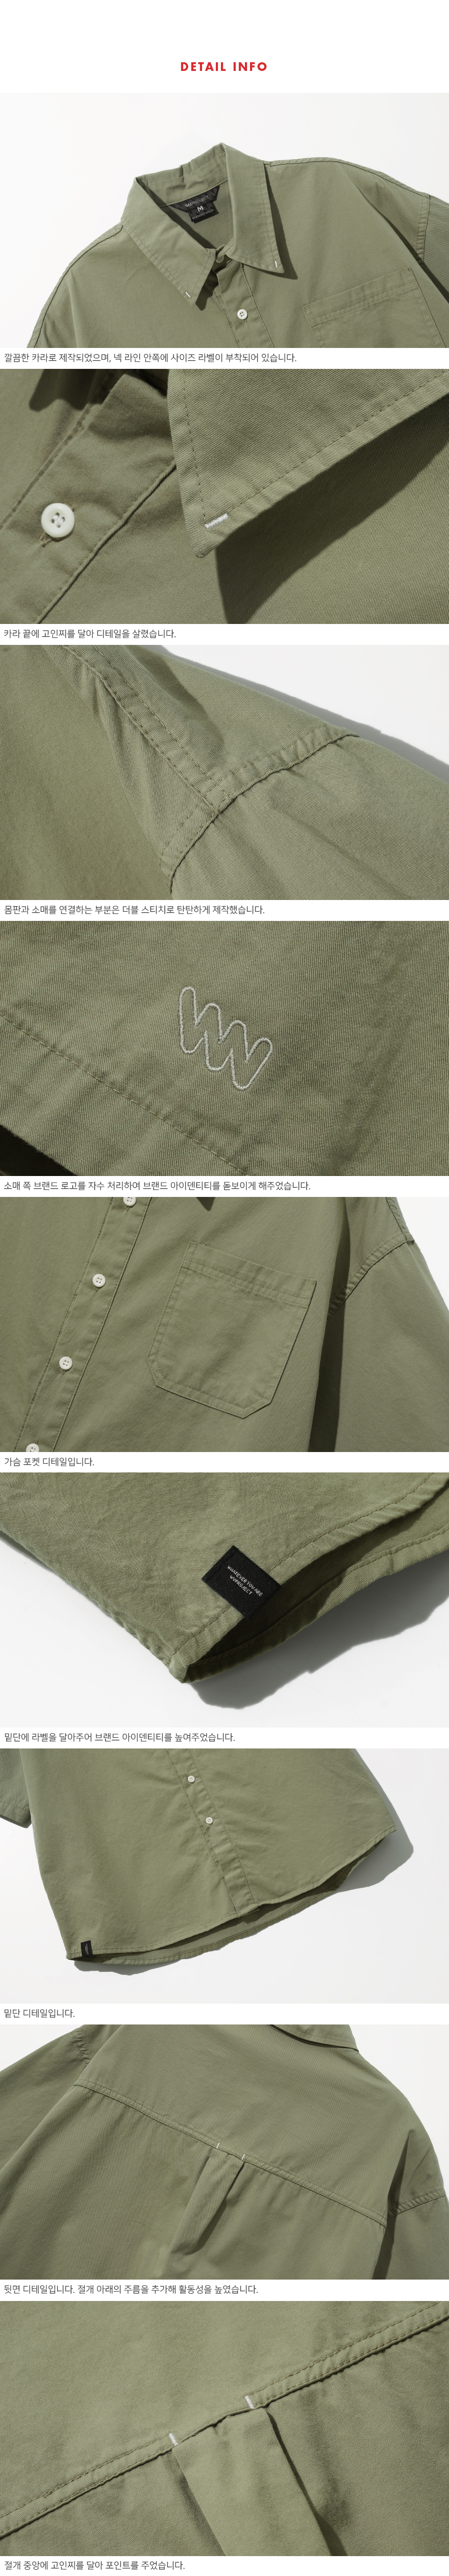 DETAIL INFO
M
깔끔한 카라로 제작되었으며, 넥 라인 안쪽에 사이즈 라벨이 부착되어 있습니다.
카라 끝에 고인찌를 달아 디테일을 살렸습니다.
몸판과 소매를 연결하는 부분은 더블 스티치로 탄탄하게 제작했습니다.
소매 쪽 브랜드 로고를 자수 처리하여 브랜드 아이덴티티를 돋보이게 해주었습니다.
가슴 포켓 디테일입니다.
WHAEVER YOU ARE
WVPROJECT
밑단에 라벨을 달아주어 브랜드 아이덴티티를 높여주었습니다.
밑단 디테일입니다.
뒷면 디테일입니다. 절개 아래의 주름을 추가해 활동성을 높였습니다.
절개 중앙에 고인찌를 달아 포인트를 주었습니다.